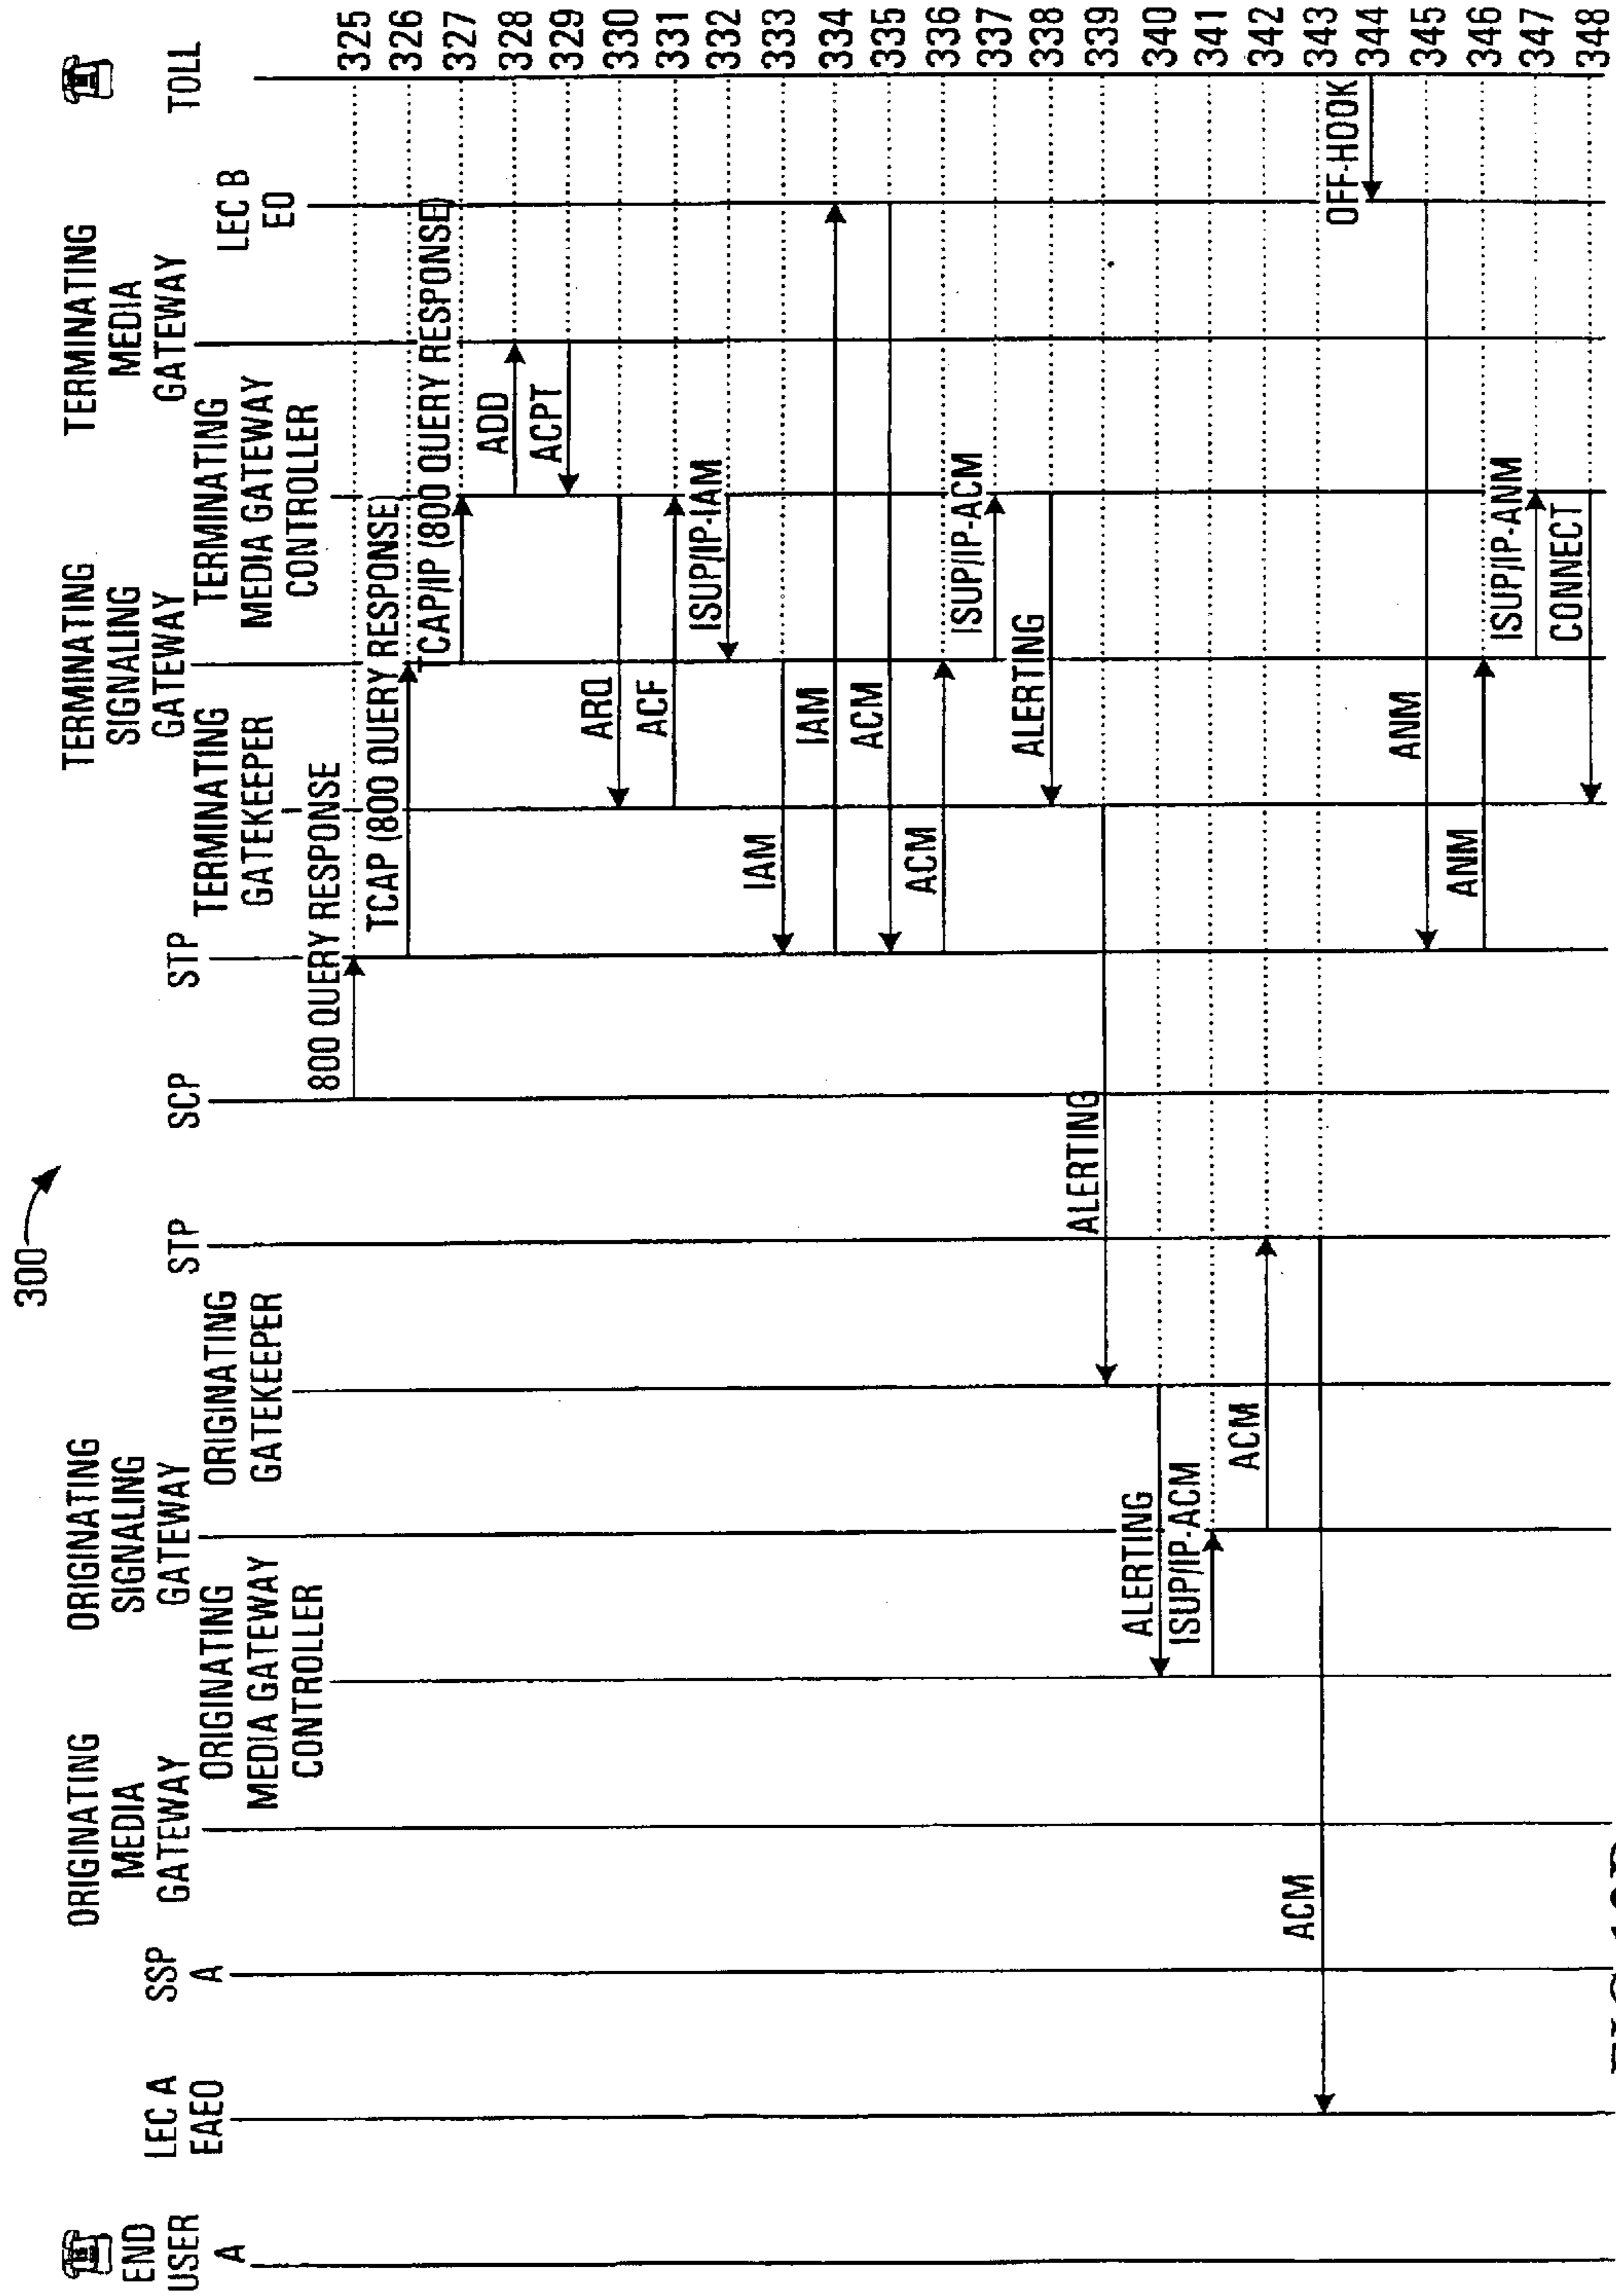 300
END
USER
A
LEC A
EAEO
SSP
A
ORIGINATING
MEDIA
GATEWAY
ORIGINATING
MEDIA GATEWAY
CONTROLLER
ORIGINATING
SIGNALING
GATEWAY
ORIGINATING
GATEKEEPER
STP
SCP
STP
TERMINATING
GATEKEEPER
TERMINATING
SIGNALING
GATEWAY
TERMINATING
MEDIA GATEWAY
CONTROLLER
TERMINATING
MEDIA
GATEWAY
LEC B
EO
TOLL
800 QUERY RESPONSE
325
TCAP (800 QUERY RESPONSE)
326
TCAP/IP (800 QUERY RESPONSE)
327
ADD
328
ACPT
329
ARQ
330
ACF
331
ISUP/IP-IAM
332
IAM
333
IAM
334
ACM
335
ACM
336
ISUP/IP-ACM
337
ALERTING
338
ALERTING
339
ALERTING
340
ISUP/IP-ACM
341
ACM
342
ACM
343
OFF-HOOK
344
ANM
345
ANM
346
ISUP/IP-ANM
347
CONNECT
348